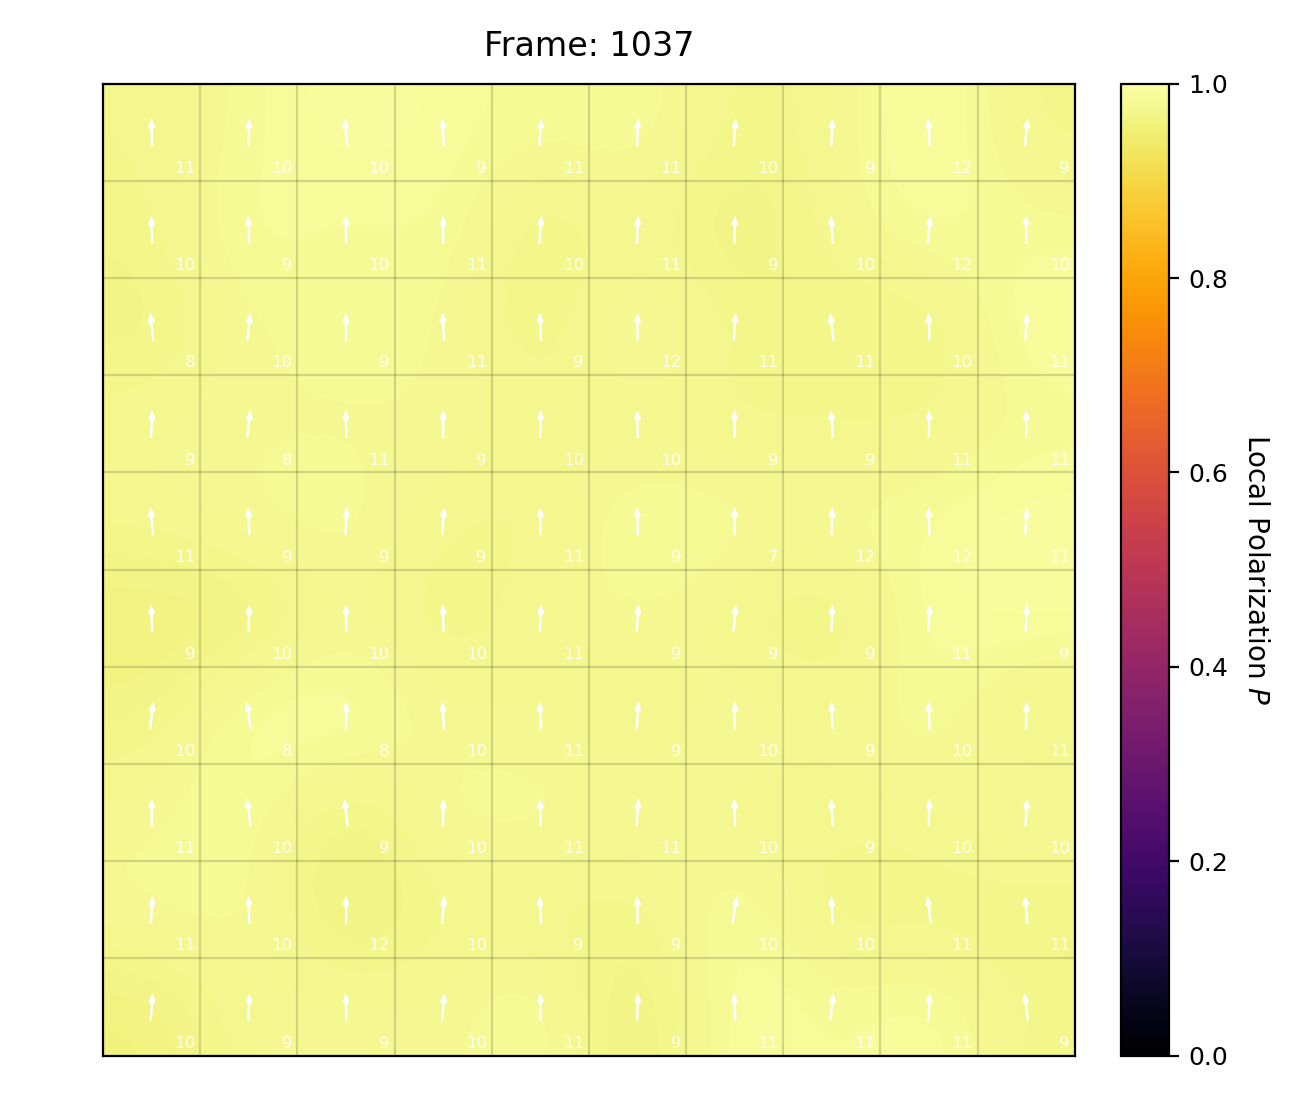 Frame: 1037
11 10 10 9 11 11 10 9 12 9
10 9 10 11 10 11 9 10 12 10
8 10 9 11 9 12 11 11 10 11
9 8 11 9 10 10 9 9 11 11
11 9 9 9 11 9 7 12 12 11
9 10 10 10 11 9 9 9 11 9
10 8 8 10 11 9 10 9 10 11
11 10 9 10 11 11 10 9 10 10
11 10 12 10 9 9 10 10 11 11
10 9 9 10 11 9 11 11 11 9
1.0
0.8
0.6
0.4
0.2
0.0
Local Polarization P